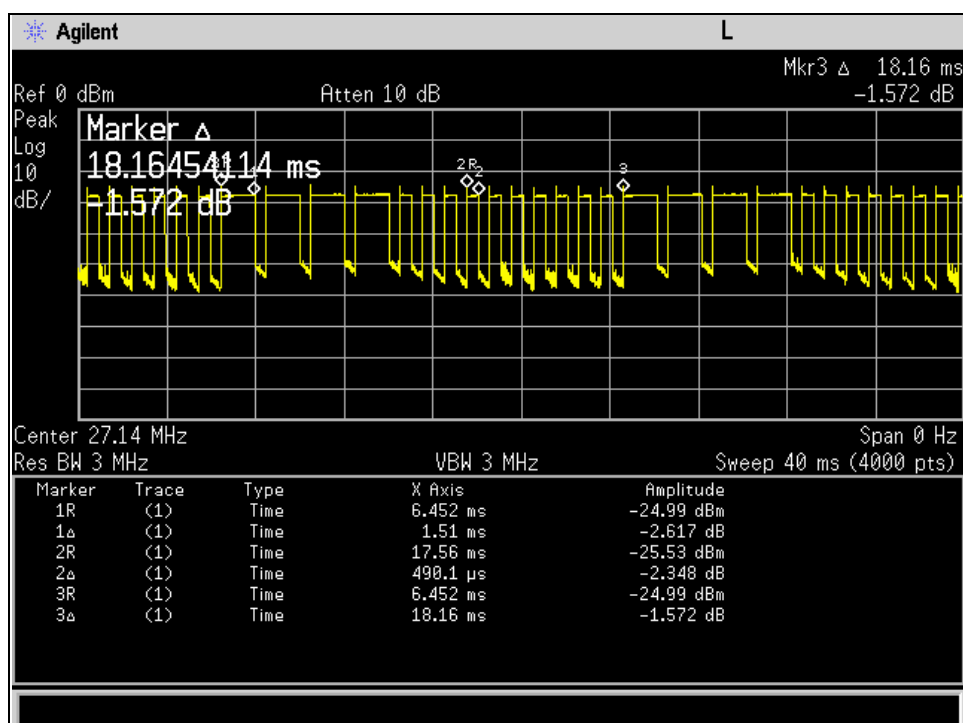 Agilent L
Mkr3 Δ 18.16 ms
Ref 0 dBm Atten 10 dB -1.572 dB
Peak
Log
10
dB/
Marker Δ
18.16454114 ms
-1.572 dB
3R 1 2R 2 3
Center 27.14 MHz Span 0 Hz
Res BW 3 MHz VBW 3 MHz Sweep 40 ms (4000 pts)
Marker Trace Type X Axis Amplitude
1R (1) Time 6.452 ms -24.99 dBm
1Δ (1) Time 1.51 ms -2.617 dB
2R (1) Time 17.56 ms -25.53 dBm
2Δ (1) Time 490.1 µs -2.348 dB
3R (1) Time 6.452 ms -24.99 dBm
3Δ (1) Time 18.16 ms -1.572 dB